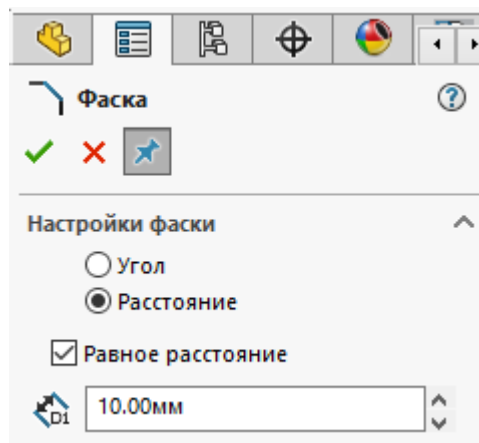 Фаска
?
Настройки фаски
Угол
Расстояние
Равное расстояние
D1
10.00мм